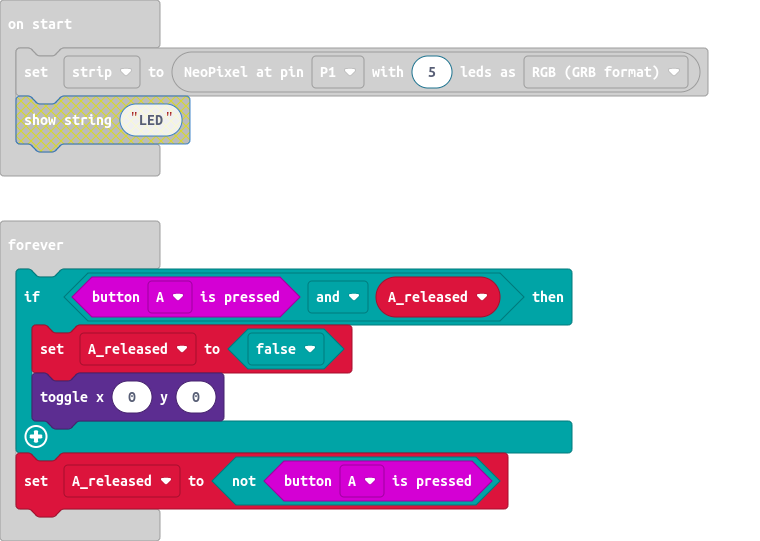 on start
set strip to NeoPixel at pin P1 with 5 leds as RGB (GRB format)
show string "LED"
forever
if button A is pressed and A_released then
set A_released to false
toggle x 0 y 0
set A_released to not button A is pressed